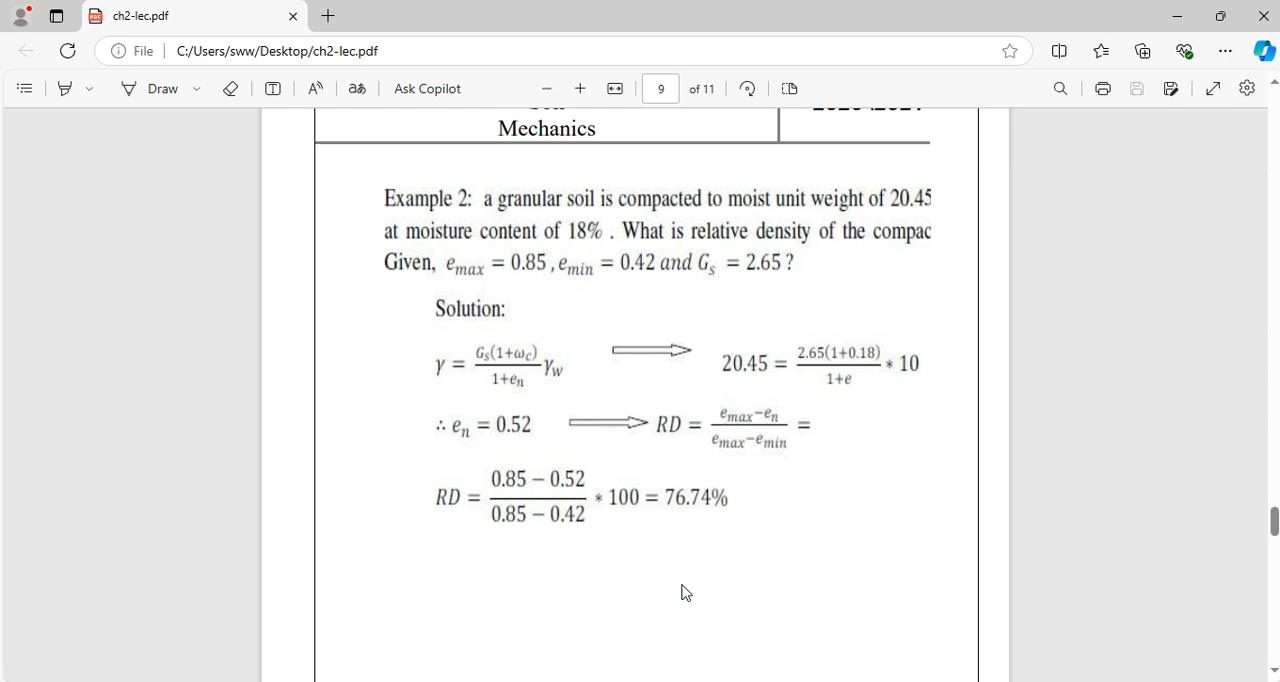 ch2-lec.pdf
File | C:/Users/sww/Desktop/ch2-lec.pdf
Draw aあ Ask Copilot 9 of 11
Mechanics
Example 2: a granular soil is compacted to moist unit weight of 20.45
at moisture content of 18% . What is relative density of the compac
Given, e_max = 0.85 , e_min = 0.42 and G_s = 2.65 ?
Solution:
γ = G_s(1+ω_c) / 1+e_n γ_w ⟹ 20.45 = 2.65(1+0.18) / 1+e * 10
∴ e_n = 0.52 ⟹ RD = e_max−e_n / e_max−e_min =
RD = 0.85 − 0.52 / 0.85 − 0.42 * 100 = 76.74%